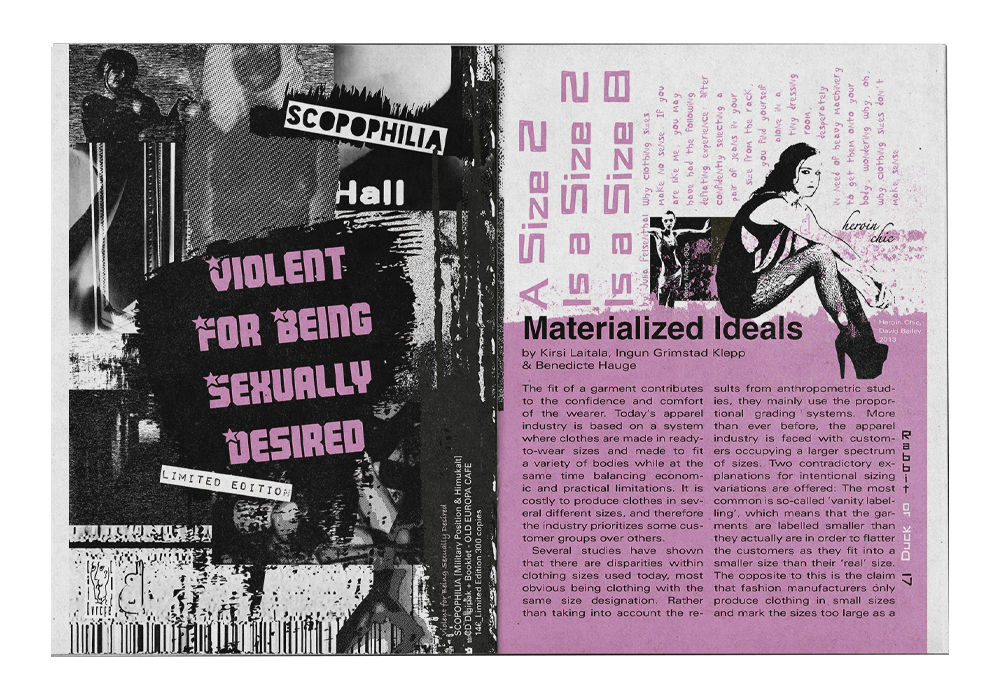 SCOPOPHILIA
Hall
VIOLENT
FOR BEING
SEXUALLY
DESIRED
LIMITED EDITION
Violent for Being Sexually Desired
SCOPOPHILIA [Military Position & Himukalt]
CD Digipak + Booklet - OLD EUROPA CAFE
14€_Limited Edition 300 copies
A Size 2
Is a Size 2
Is a Size 8
Why clothing sizes
make no sense. If you
are like me, you may
have had the following
deflating experience: After
confidently selecting a
pair of jeans in your
size from the rack,
you find yourself
alone in a
tiny dressing
room,
desperately
in need of heavy machinery
to get them onto your
body, wondering why, oh,
why, clothing sizes don't
make sense
heroin
chic
Heroin Chic,
David Bailey,
2013
Materialized Ideals
by Kirsi Laitala, Ingun Grimstad Klepp
& Benedicte Hauge
The fit of a garment contributes
to the confidence and comfort
of the wearer. Today's apparel
industry is based on a system
where clothes are made in ready-
to-wear sizes and made to fit
a variety of bodies while at the
same time balancing econom-
ic and practical limitations. It is
costly to produce clothes in sev-
eral different sizes, and therefore
the industry prioritizes some cus-
tomer groups over others.
Several studies have shown
that there are disparities within
clothing sizes used today, most
obvious being clothing with the
same size designation. Rather
than taking into account the re-
sults from anthropometric stud-
ies, they mainly use the propor-
tional grading systems. More
than ever before, the apparel
industry is faced with custom-
ers occupying a larger spectrum
of sizes. Two contradictory ex-
planations for intentional sizing
variations are offered: The most
common is so-called 'vanity label-
ling', which means that the gar-
ments are labelled smaller than
they actually are in order to flatter
the customers as they fit into a
smaller size than their 'real' size.
The opposite to this is the claim
that fashion manufacturers only
produce clothing in small sizes
and mark the sizes too large as a
Rabbit
Duck or
71